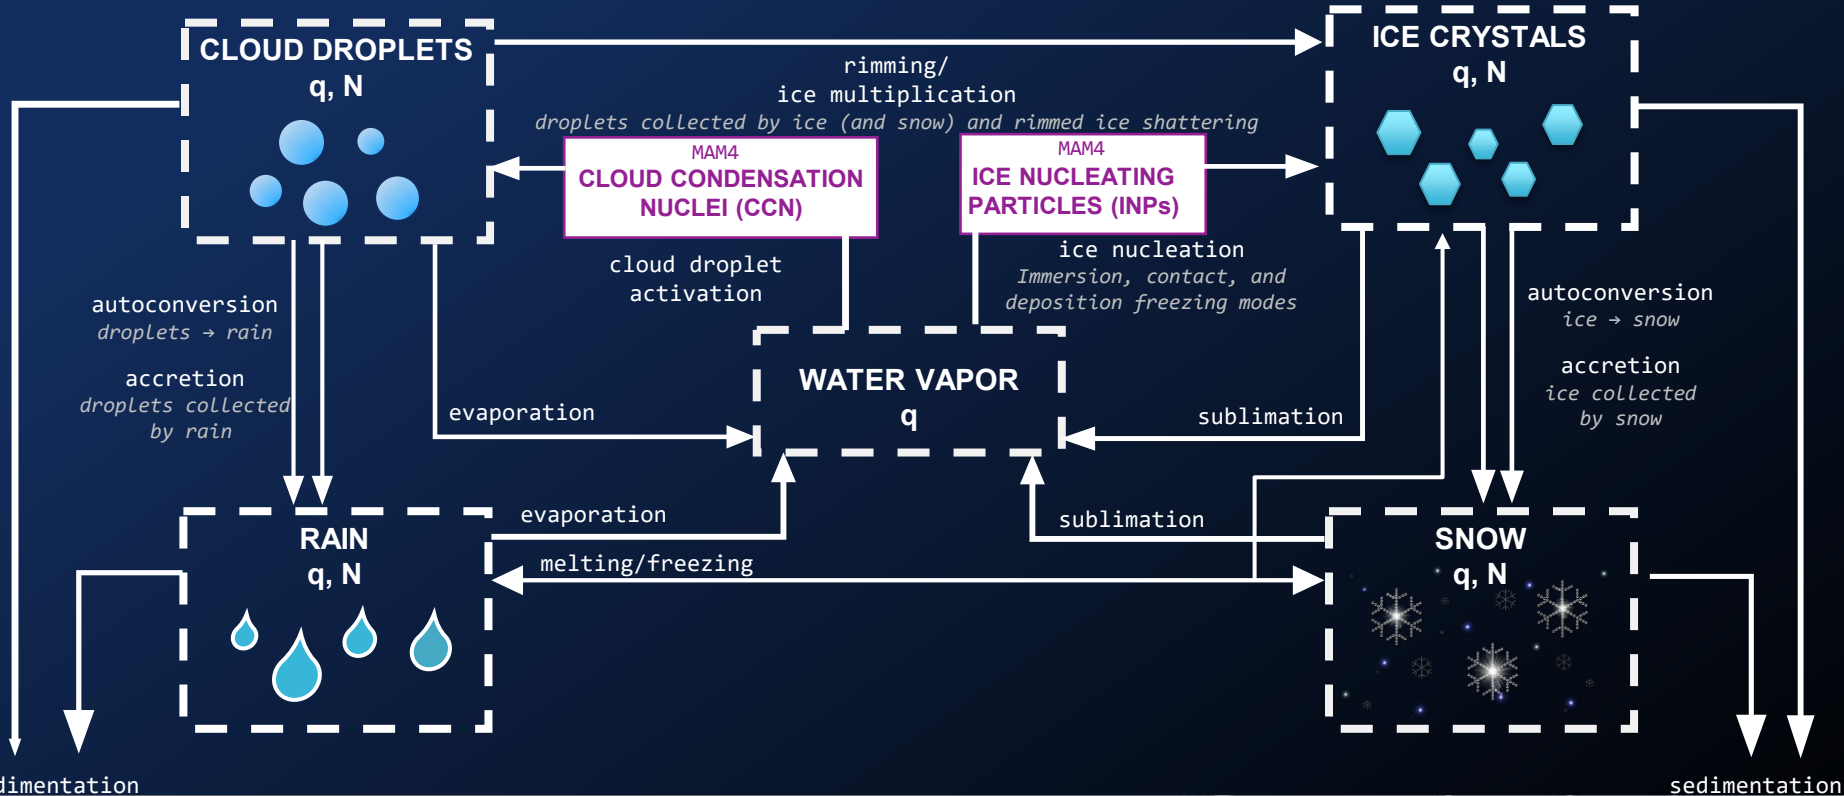 CLOUD DROPLETS
q, N
ICE CRYSTALS
q, N
rimming/
ice multiplication
droplets collected by ice (and snow) and rimmed ice shattering
MAM4
CLOUD CONDENSATION
NUCLEI (CCN)
MAM4
ICE NUCLEATING
PARTICLES (INPs)
cloud droplet
activation
ice nucleation
Immersion, contact, and
deposition freezing modes
autoconversion
droplets → rain
accretion
droplets collected
by rain
autoconversion
ice → snow
accretion
ice collected
by snow
WATER VAPOR
q
evaporation
sublimation
evaporation
sublimation
melting/freezing
RAIN
q, N
SNOW
q, N
dimentation
sedimentation